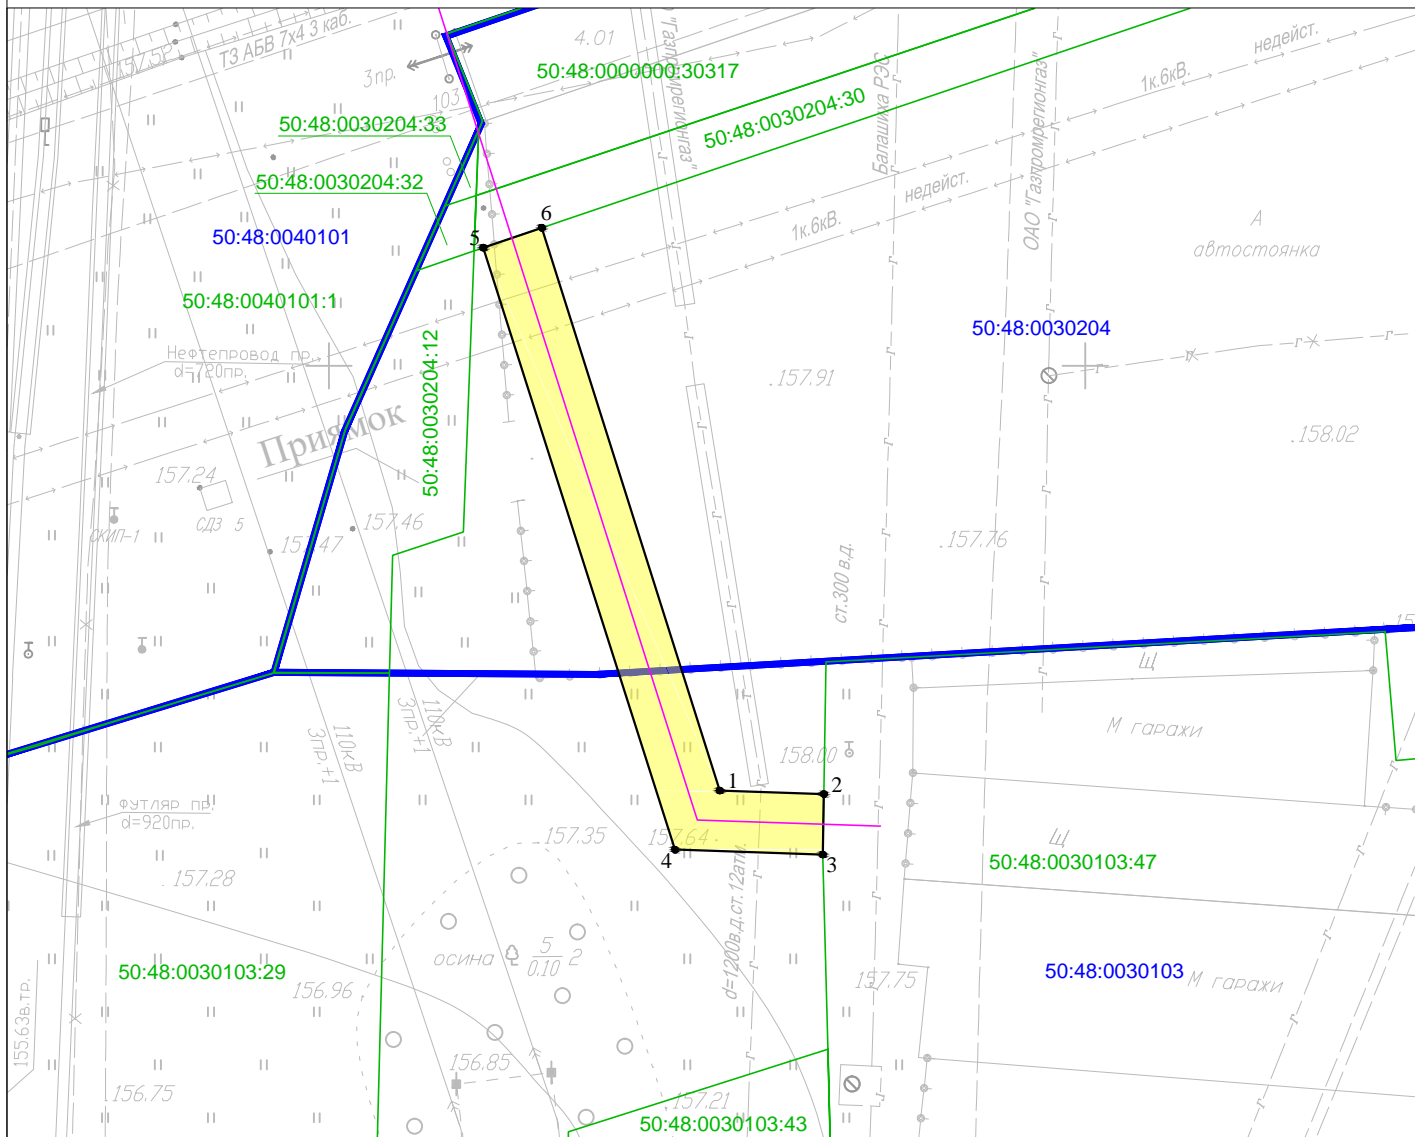 157.52
ТЗ АБВ 7х4 3 каб.
3пр.
103
4.01
"Газпромрегионгаз"
50:48:0000000:30317
50:48:0030204:30
Балашиха РЭС
ОАО "Газпромрегионгаз"
1к.6кВ.
недейст.
50:48:0030204:33
50:48:0030204:32
50:48:0040101
50:48:0040101:1
5
6
недейст.
1к.6кВ.
А
автостоянка
50:48:0030204
Нефтепровод пр.
d=720пр.
50:48:0030204:12
Приямок
.157.91
.158.02
157.24
СДЗ 5
СКИП-1
157.46
157.47
.157.76
ст.300 в.д.
Щ
М гаражи
110кВ
3пр.+1
110кВ
3пр.+1
158.00
1
2
3
4
ФУТЛЯР ПР.
d=920пр.
.157.35
157.64
d=1200в.д.ст.12атм.
Щ
50:48:0030103:47
.157.28
50:48:0030103:29
осина
5
0.10
2
156.96
157.75
50:48:0030103
М гаражи
155.63в.тр.
156.85
.156.75
.157.21
50:48:0030103:43